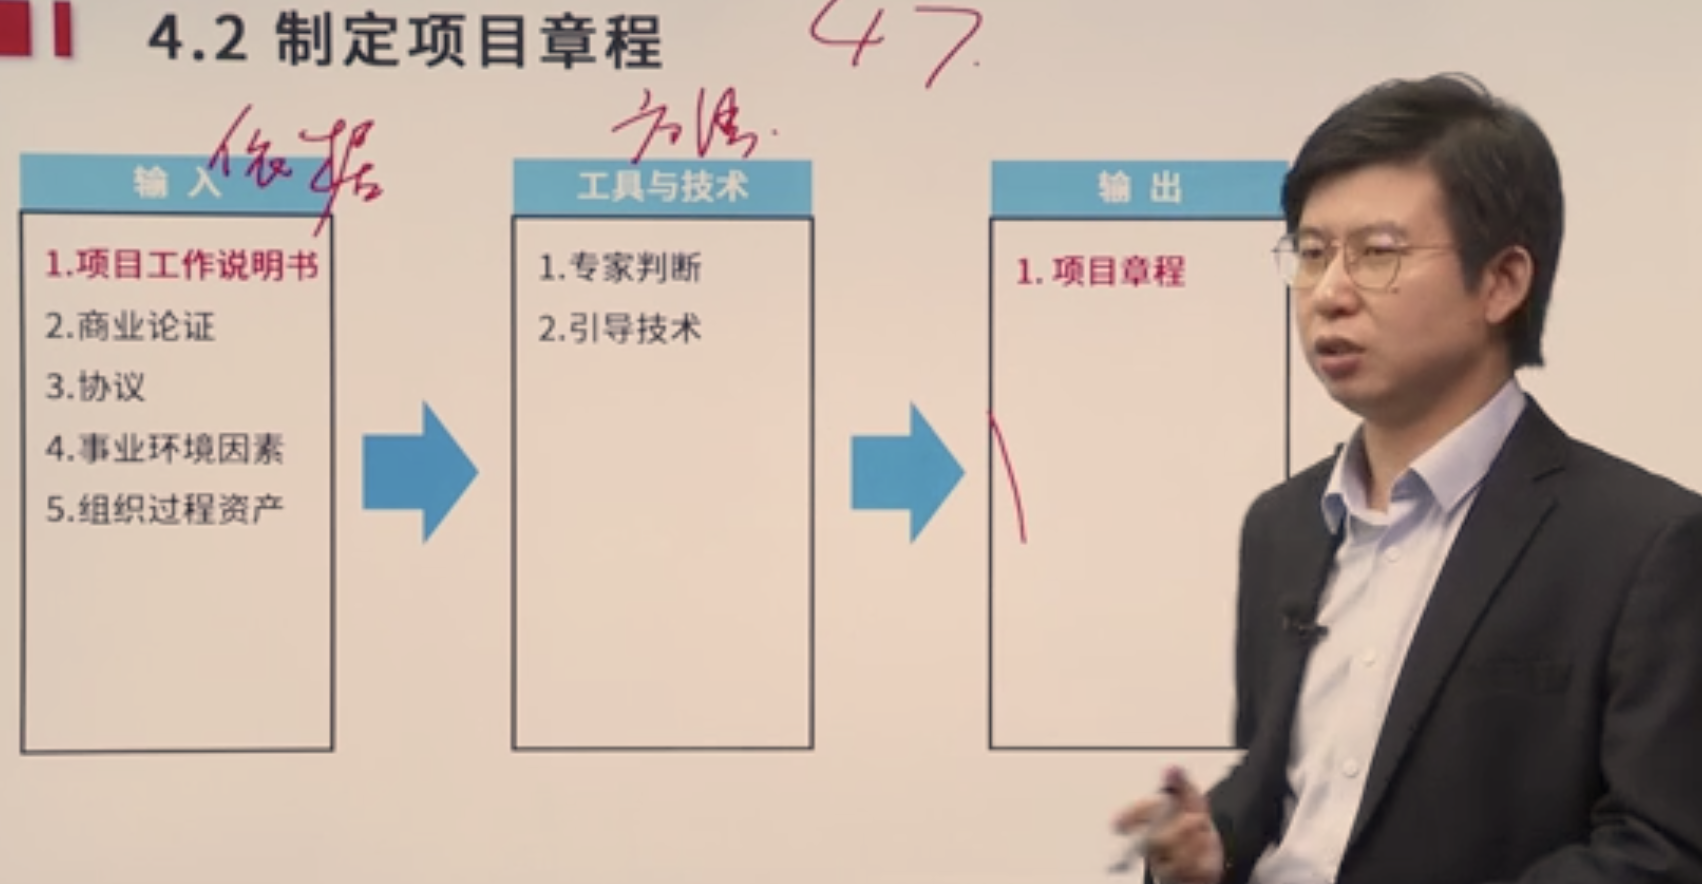 4.2 制定项目章程
47.
依据
方法.
输 入
1.项目工作说明书
2.商业论证
3.协议
4.事业环境因素
5.组织过程资产
工具与技术
1.专家判断
2.引导技术
输 出
1. 项目章程